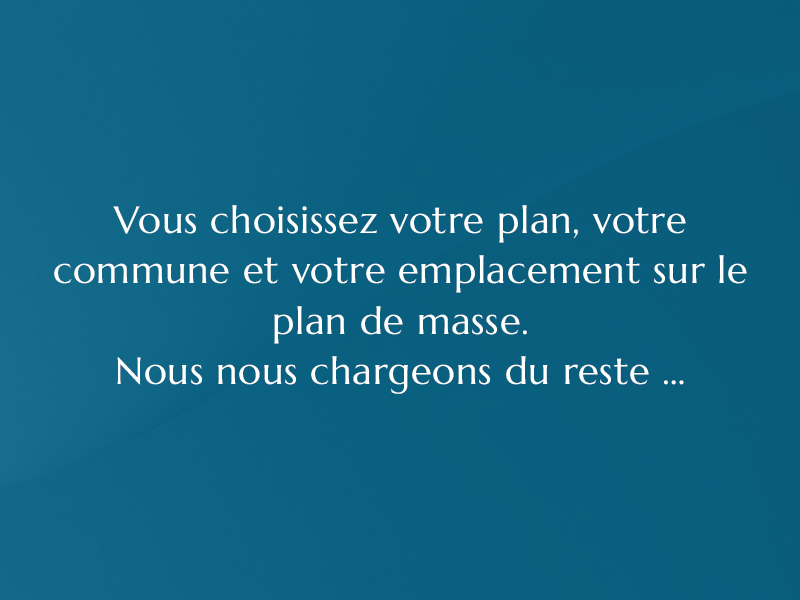 Vous choisissez votre plan, votre
commune et votre emplacement sur le
plan de masse.
Nous nous chargeons du reste ...